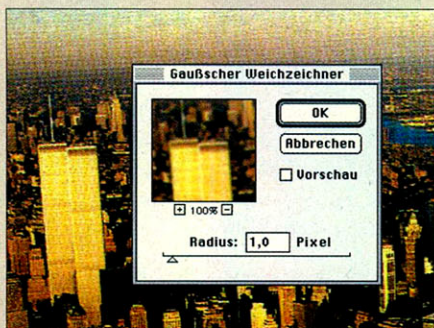 Gaußscher Weichzeichner
OK
Abbrechen
Vorschau
+ 100% −
Radius: 1,0 Pixel